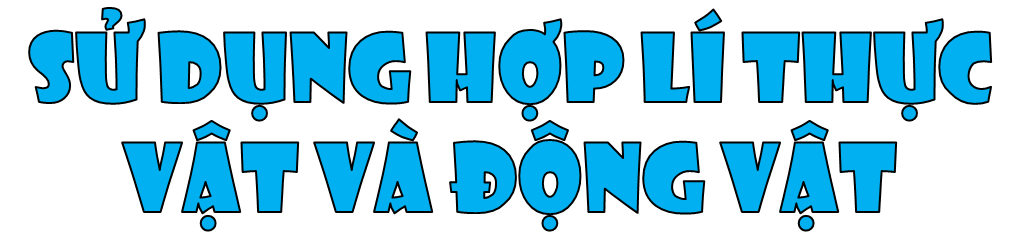 SỬ DỤNG HỢP LÍ THỰC
VẬT VÀ ĐỘNG VẬT